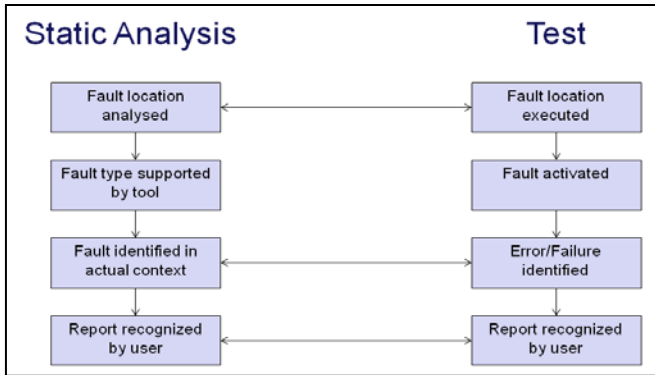 Static Analysis
Test
Fault location
analysed
Fault location
executed
Fault type supported
by tool
Fault activated
Fault identified in
actual context
Error/Failure
identified
Report recognized
by user
Report recognized
by user